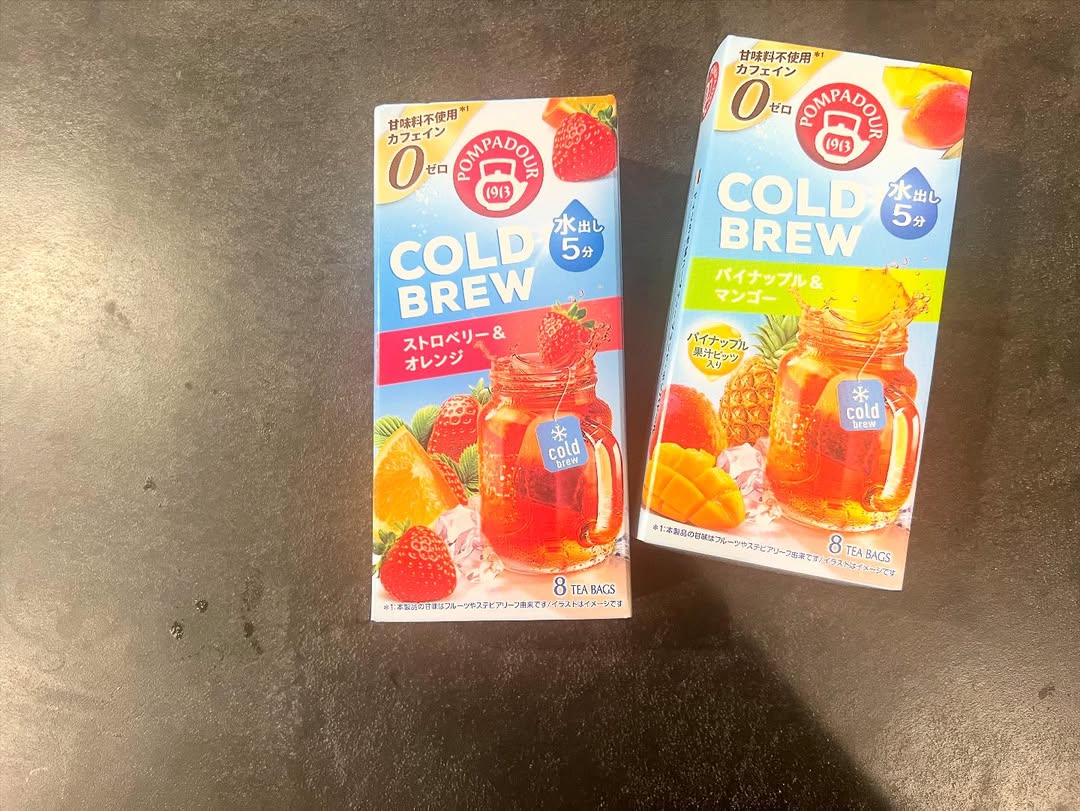 甘味料不使用*1
カフェイン
0ゼロ
POMPADOUR
1913
水出し
5分
COLD
BREW
ストロベリー&
オレンジ
cold
brew
8 TEA BAGS
*1:本製品の甘味はフルーツやステビアリーフ由来です/イラストはイメージです
甘味料不使用*1
カフェイン
0ゼロ
POMPADOUR
1913
水出し
5分
COLD
BREW
パイナップル&
マンゴー
パイナップル
果汁ビッツ
入り
cold
brew
8 TEA BAGS
*1:本製品の甘味はフルーツやステビアリーフ由来です/イラストはイメージです